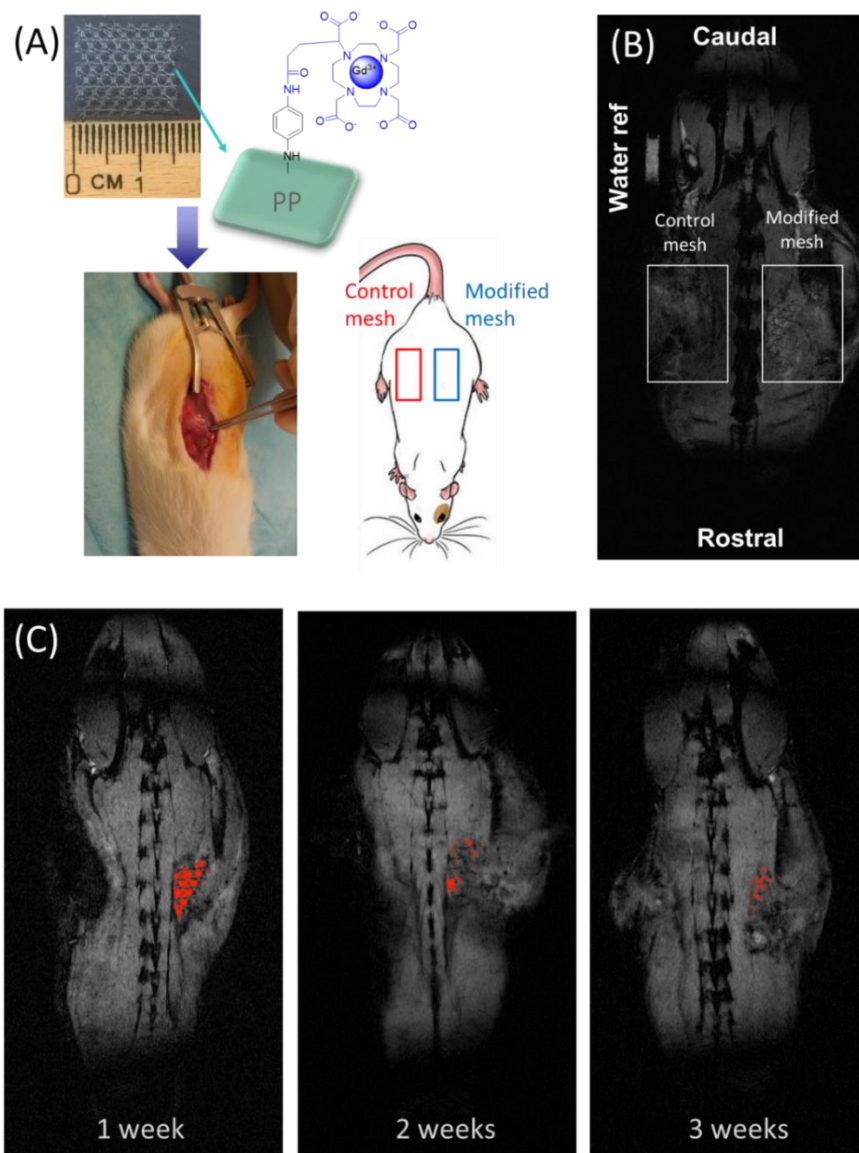 (A)
-O
O
O
O-
N
N
Gd3+
N
N
O
NH
O
O-
O
O-
NH
PP
0 CM 1
Control
mesh
Modified
mesh
(B)
Caudal
Water ref
Control
mesh
Modified
mesh
Rostral
(C)
1 week
2 weeks
3 weeks